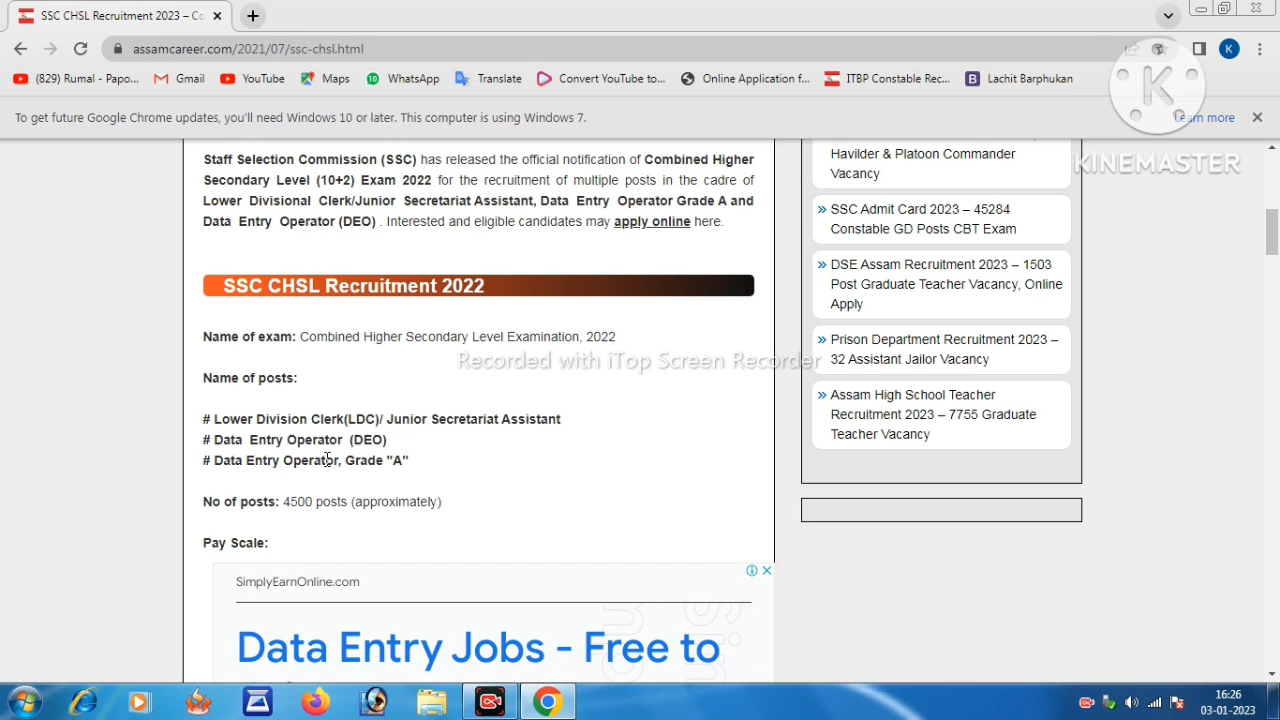 SSC CHSL Recruitment 2023 – Co
assamcareer.com/2021/07/ssc-chsl.html
K
(829) Rumal - Papo...
Gmail
YouTube
Maps
10
WhatsApp
Translate
Convert YouTube to...
Online Application f...
ITBP Constable Rec...
B
Lachit Barphukan
To get future Google Chrome updates, you'll need Windows 10 or later. This computer is using Windows 7.
Learn more
K
KINEMASTER
Staff Selection Commission (SSC) has released the official notification of Combined Higher
Secondary Level (10+2) Exam 2022 for the recruitment of multiple posts in the cadre of
Lower Divisional Clerk/Junior Secretariat Assistant, Data Entry Operator Grade A and
Data Entry Operator (DEO) . Interested and eligible candidates may apply online here.
SSC CHSL Recruitment 2022
Name of exam: Combined Higher Secondary Level Examination, 2022
Recorded with iTop Screen Recorder
Name of posts:
# Lower Division Clerk(LDC)/ Junior Secretariat Assistant
# Data Entry Operator (DEO)
# Data Entry Operator, Grade "A"
No of posts: 4500 posts (approximately)
Pay Scale:
SimplyEarnOnline.com
Data Entry Jobs - Free to
Havilder & Platoon Commander
Vacancy
» SSC Admit Card 2023 – 45284
Constable GD Posts CBT Exam
» DSE Assam Recruitment 2023 – 1503
Post Graduate Teacher Vacancy, Online
Apply
» Prison Department Recruitment 2023 –
32 Assistant Jailor Vacancy
» Assam High School Teacher
Recruitment 2023 – 7755 Graduate
Teacher Vacancy
16:26
03-01-2023